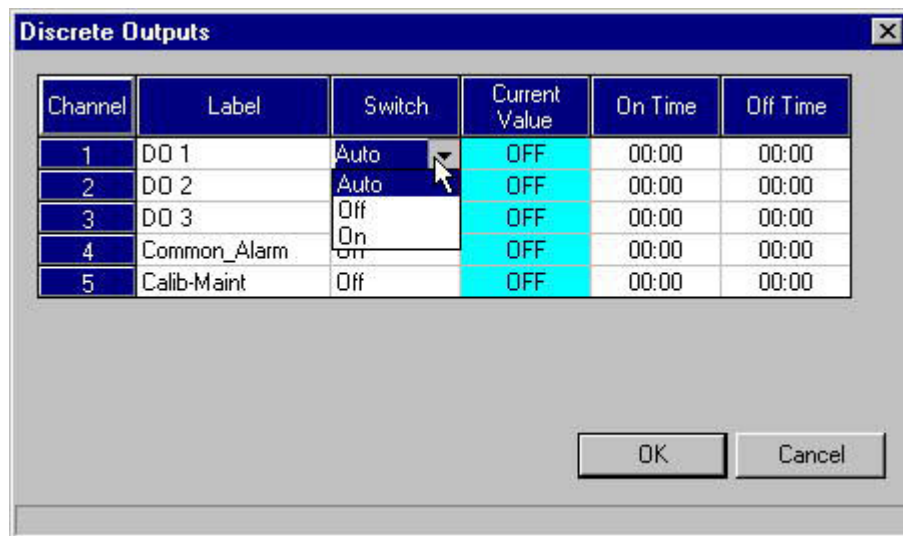 Discrete Outputs
Channel Label Switch Current Value On Time Off Time
1 DO 1 Auto OFF 00:00 00:00
2 DO 2 Auto OFF 00:00 00:00
3 DO 3 Off OFF 00:00 00:00
On
4 Common_Alarm OFF 00:00 00:00
5 Calib-Maint Off OFF 00:00 00:00
OK Cancel